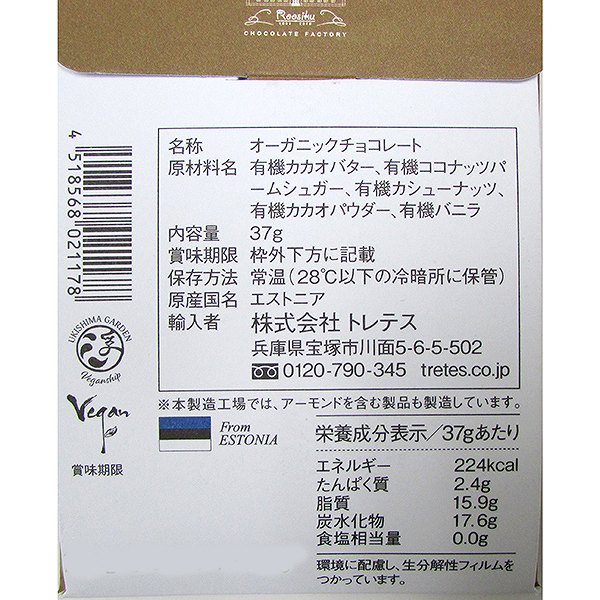 Roosiku
CHOCOLATE FACTORY
4 518568 021178
名称 オーガニックチョコレート
原材料名 有機カカオバター、有機ココナッツパ
ームシュガー、有機カシューナッツ、
有機カカオパウダー、有機バニラ
内容量 37g
賞味期限 枠外下方に記載
保存方法 常温(28℃以下の冷暗所に保管)
原産国名 エストニア
輸入者 株式会社 トレテス
兵庫県宝塚市川面5-6-5-502
0120-790-345 tretes.co.jp
UKISHIMA GARDEN
Veganship
Vegan
賞味期限
※本製造工場では、アーモンドを含む製品も製造しています。
From
ESTONIA
栄養成分表示/37gあたり
エネルギー 224kcal
たんぱく質 2.4g
脂質 15.9g
炭水化物 17.6g
食塩相当量 0.0g
環境に配慮し、生分解性フィルムを
つかっています。